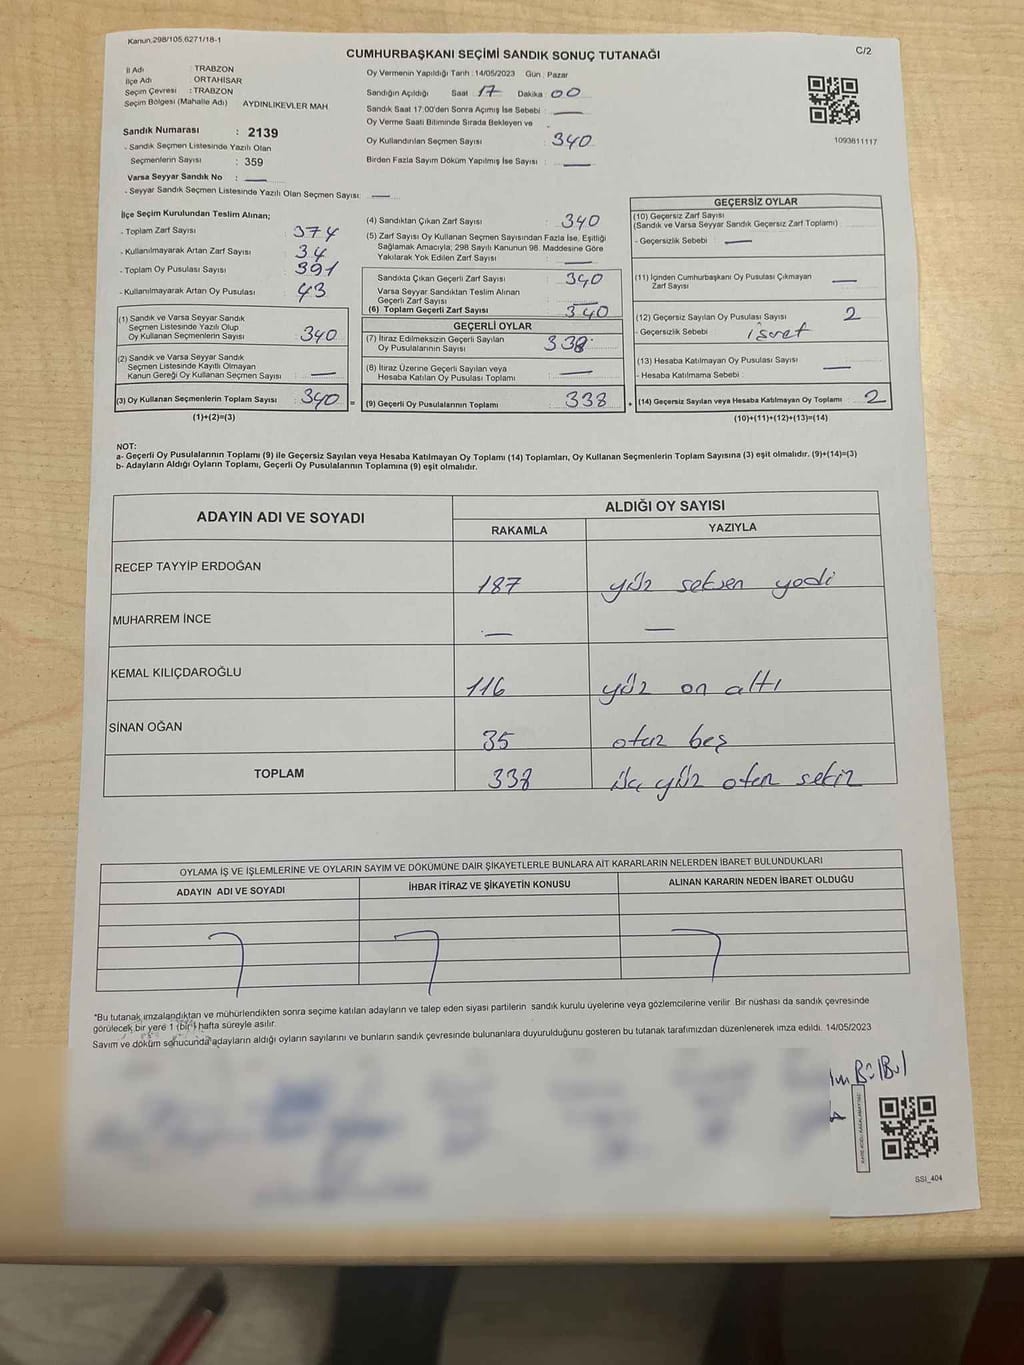 Kanun.298/105,6271/18-1
CUMHURBAŞKANI SEÇİMİ SANDIK SONUÇ TUTANAĞI
C/2
İl Adı : TRABZON
İlçe Adı ORTAHİSAR
Seçim Çevresi : TRABZON
Seçim Bölgesi (Mahalle Adı) AYDINLIKEVLER MAH.
Sandık Numarası : 2139
- Sandık Seçmen Listesinde Yazılı Olan
Seçmenlerin Sayısı : 359
Varsa Seyyar Sandık No : —
- Seyyar Sandık Seçmen Listesinde Yazılı Olan Seçmen Sayısı: —
Oy Vermenin Yapıldığı Tarih : 14/05/2023 Gün : Pazar
Sandığın Açıldığı Saat 17 Dakika 00
Sandık Saat 17:00'den Sonra Açımış İse Sebebi : —
Oy Verme Saati Bitiminde Sırada Bekleyen ve
Oy Kullandırılan Seçmen Sayısı : 340
Birden Fazla Sayım Döküm Yapılmış İse Sayısı : —
1093811117
İlçe Seçim Kurulundan Teslim Alınan;
- Toplam Zarf Sayısı : 374
- Kullanılmayarak Artan Zarf Sayısı : 34
- Toplam Oy Pusulası Sayısı : 391
- Kullanılmayarak Artan Oy Pusulası : 43
(1) Sandık ve Varsa Seyyar Sandık
Seçmen Listesinde Yazılı Olup
Oy Kullanan Seçmenlerin Sayısı : 340
(2) Sandık ve Varsa Seyyar Sandık
Seçmen Listesinde Kayıtlı Olmayan
Kanun Gereği Oy Kullanan Seçmen Sayısı : —
(3) Oy Kullanan Seçmenlerin Toplam Sayısı : 340
(1)+(2)=(3)
(4) Sandıktan Çıkan Zarf Sayısı : 340
(5) Zarf Sayısı Oy Kullanan Seçmen Sayısından Fazla İse, Eşitliği
Sağlamak Amacıyla; 298 Sayılı Kanunun 98. Maddesine Göre
Yakılarak Yok Edilen Zarf Sayısı : —
Sandıkta Çıkan Geçerli Zarf Sayısı : 340
Varsa Seyyar Sandıktan Teslim Alınan
Geçerli Zarf Sayısı : —
(6) Toplam Geçerli Zarf Sayısı : 340
GEÇERLİ OYLAR
(7) İtiraz Edilmeksizin Geçerli Sayılan
Oy Pusulalarının Sayısı : 338
(8) İtiraz Üzerine Geçerli Sayılan veya
Hesaba Katılan Oy Pusulası Toplamı : —
= (9) Geçerli Oy Pusulalarının Toplamı : 338
GEÇERSİZ OYLAR
(10) Geçersiz Zarf Sayısı
(Sandık ve Varsa Seyyar Sandık Geçersiz Zarf Toplamı) :
- Geçersizlik Sebebi : —
(11) İçinden Cumhurbaşkanı Oy Pusulası Çıkmayan
Zarf Sayısı : —
(12) Geçersiz Sayılan Oy Pusulası Sayısı : 2
- Geçersizlik Sebebi : işaret
(13) Hesaba Katılmayan Oy Pusulası Sayısı : —
- Hesaba Katılmama Sebebi :
+ (14) Geçersiz Sayılan veya Hesaba Katılmayan Oy Toplamı : 2
(10)+(11)+(12)+(13)=(14)
NOT:
a- Geçerli Oy Pusulalarının Toplamı (9) ile Geçersiz Sayılan veya Hesaba Katılmayan Oy Toplamı (14) Toplamları, Oy Kullanan Seçmenlerin Toplam Sayısına (3) eşit olmalıdır. (9)+(14)=(3)
b- Adayların Aldığı Oyların Toplamı, Geçerli Oy Pusulalarının Toplamına (9) eşit olmalıdır.
ADAYIN ADI VE SOYADI
ALDIĞI OY SAYISI
RAKAMLA YAZIYLA
RECEP TAYYİP ERDOĞAN 187 yüz seksen yedi
MUHARREM İNCE — —
KEMAL KILIÇDAROĞLU 116 yüz on altı
SİNAN OĞAN 35 otuz beş
TOPLAM 338 üç yüz otuz sekiz
OYLAMA İŞ VE İŞLEMLERİNE VE OYLARIN SAYIM VE DÖKÜMÜNE DAİR ŞİKAYETLERLE BUNLARA AİT KARARLARIN NELERDEN İBARET BULUNDUKLARI
ADAYIN ADI VE SOYADI İHBAR İTİRAZ VE ŞİKAYETİN KONUSU ALINAN KARARIN NEDEN İBARET OLDUĞU
*Bu tutanak imzalandıktan ve mühürlendikten sonra seçime katılan adayların ve talep eden siyasi partilerin sandık kurulu üyelerine veya gözlemcilerine verilir. Bir nüshası da sandık çevresinde
görülecek bir yere 1 (bir) hafta süreyle asılır.
Sayım ve döküm sonucunda adayların aldığı oyların sayılarını ve bunların sandık çevresinde bulunanlara duyurulduğunu gösteren bu tutanak tarafımızdan düzenlenerek imza edildi. 14/05/2023
Bülbül
SSI_404